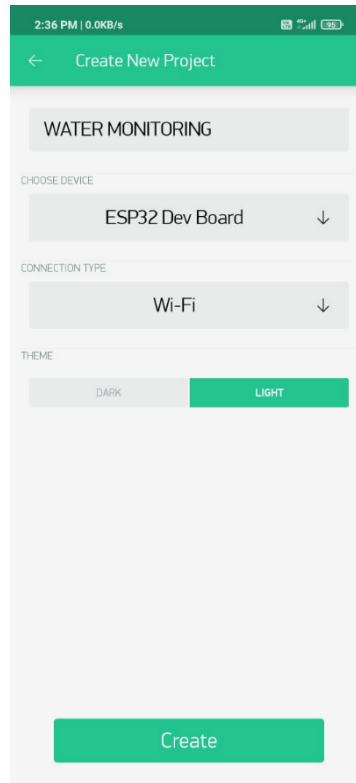 2:36 PM | 0.0KB/s 95
Create New Project
WATER MONITORING
CHOOSE DEVICE
ESP32 Dev Board
CONNECTION TYPE
Wi-Fi
THEME
DARK LIGHT
Create